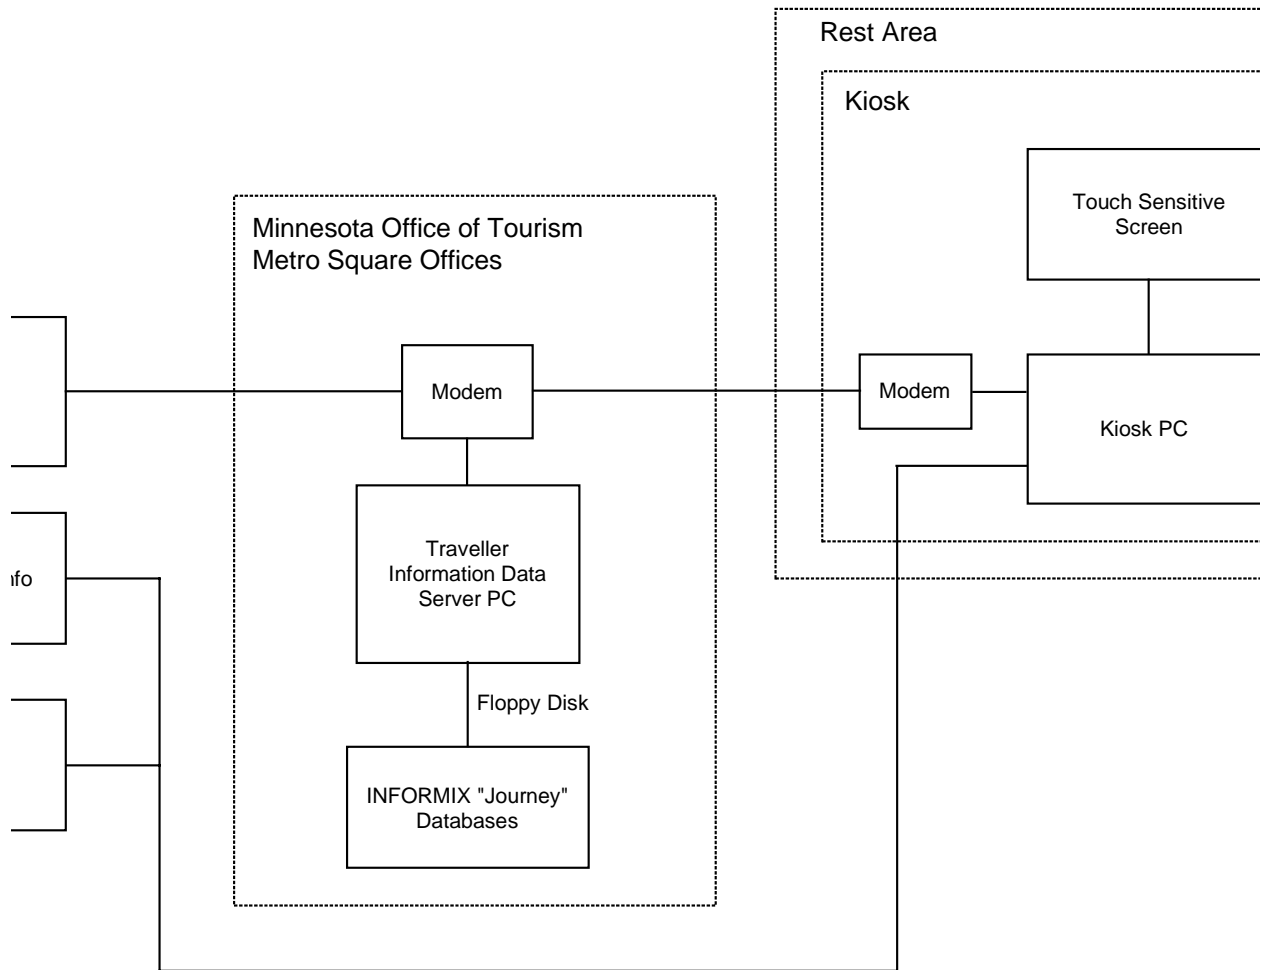 Rest Area
Kiosk
Touch Sensitive
Screen
Minnesota Office of Tourism
Metro Square Offices
Modem
Modem
Kiosk PC
Traveller
Information Data
Server PC
Floppy Disk
INFORMIX "Journey"
Databases